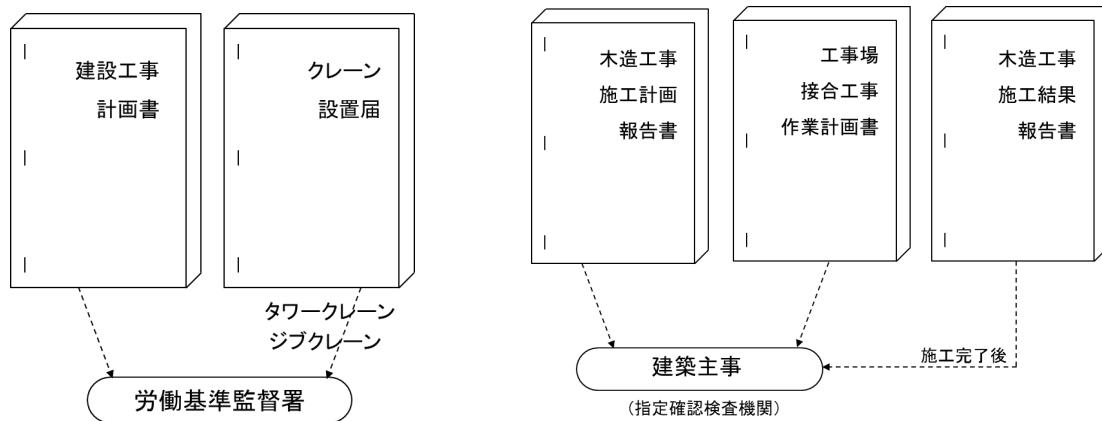 建設工事
計画書
クレーン
設置届
タワークレーン
ジブクレーン
労働基準監督署
木造工事
施工計画
報告書
工事場
接合工事
作業計画書
木造工事
施工結果
報告書
施工完了後
建築主事
(指定確認検査機関)